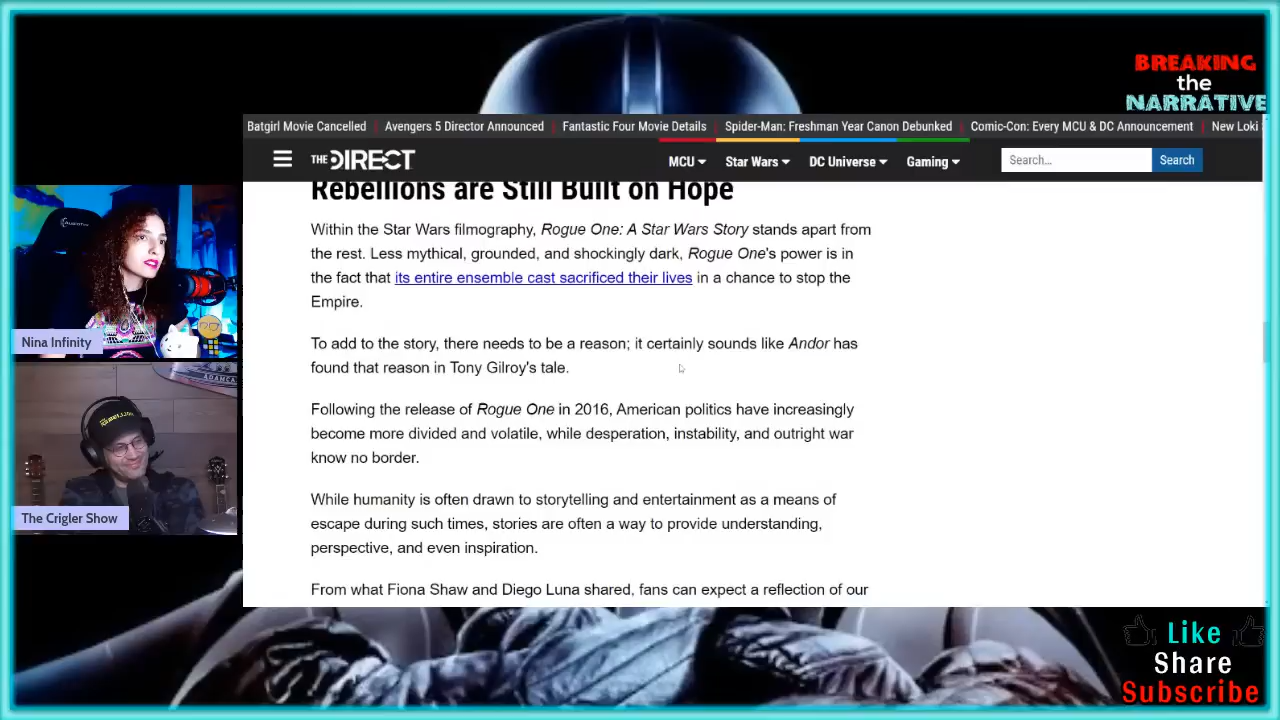 BREAKING
the
NARRATIVE
Batgirl Movie Cancelled
Avengers 5 Director Announced
Fantastic Four Movie Details
Spider-Man: Freshman Year Canon Debunked
Comic-Con: Every MCU & DC Announcement
New Loki
THE DIRECT
MCU
Star Wars
DC Universe
Gaming
Search...
Search
Rebellions are Still Built on Hope
Within the Star Wars filmography, Rogue One: A Star Wars Story stands apart from
the rest. Less mythical, grounded, and shockingly dark, Rogue One's power is in
the fact that its entire ensemble cast sacrificed their lives in a chance to stop the
Empire.
To add to the story, there needs to be a reason; it certainly sounds like Andor has
found that reason in Tony Gilroy's tale.
Following the release of Rogue One in 2016, American politics have increasingly
become more divided and volatile, while desperation, instability, and outright war
know no border.
While humanity is often drawn to storytelling and entertainment as a means of
escape during such times, stories are often a way to provide understanding,
perspective, and even inspiration.
From what Fiona Shaw and Diego Luna shared, fans can expect a reflection of our
Nina Infinity
The Crigler Show
Like
Share
Subscribe